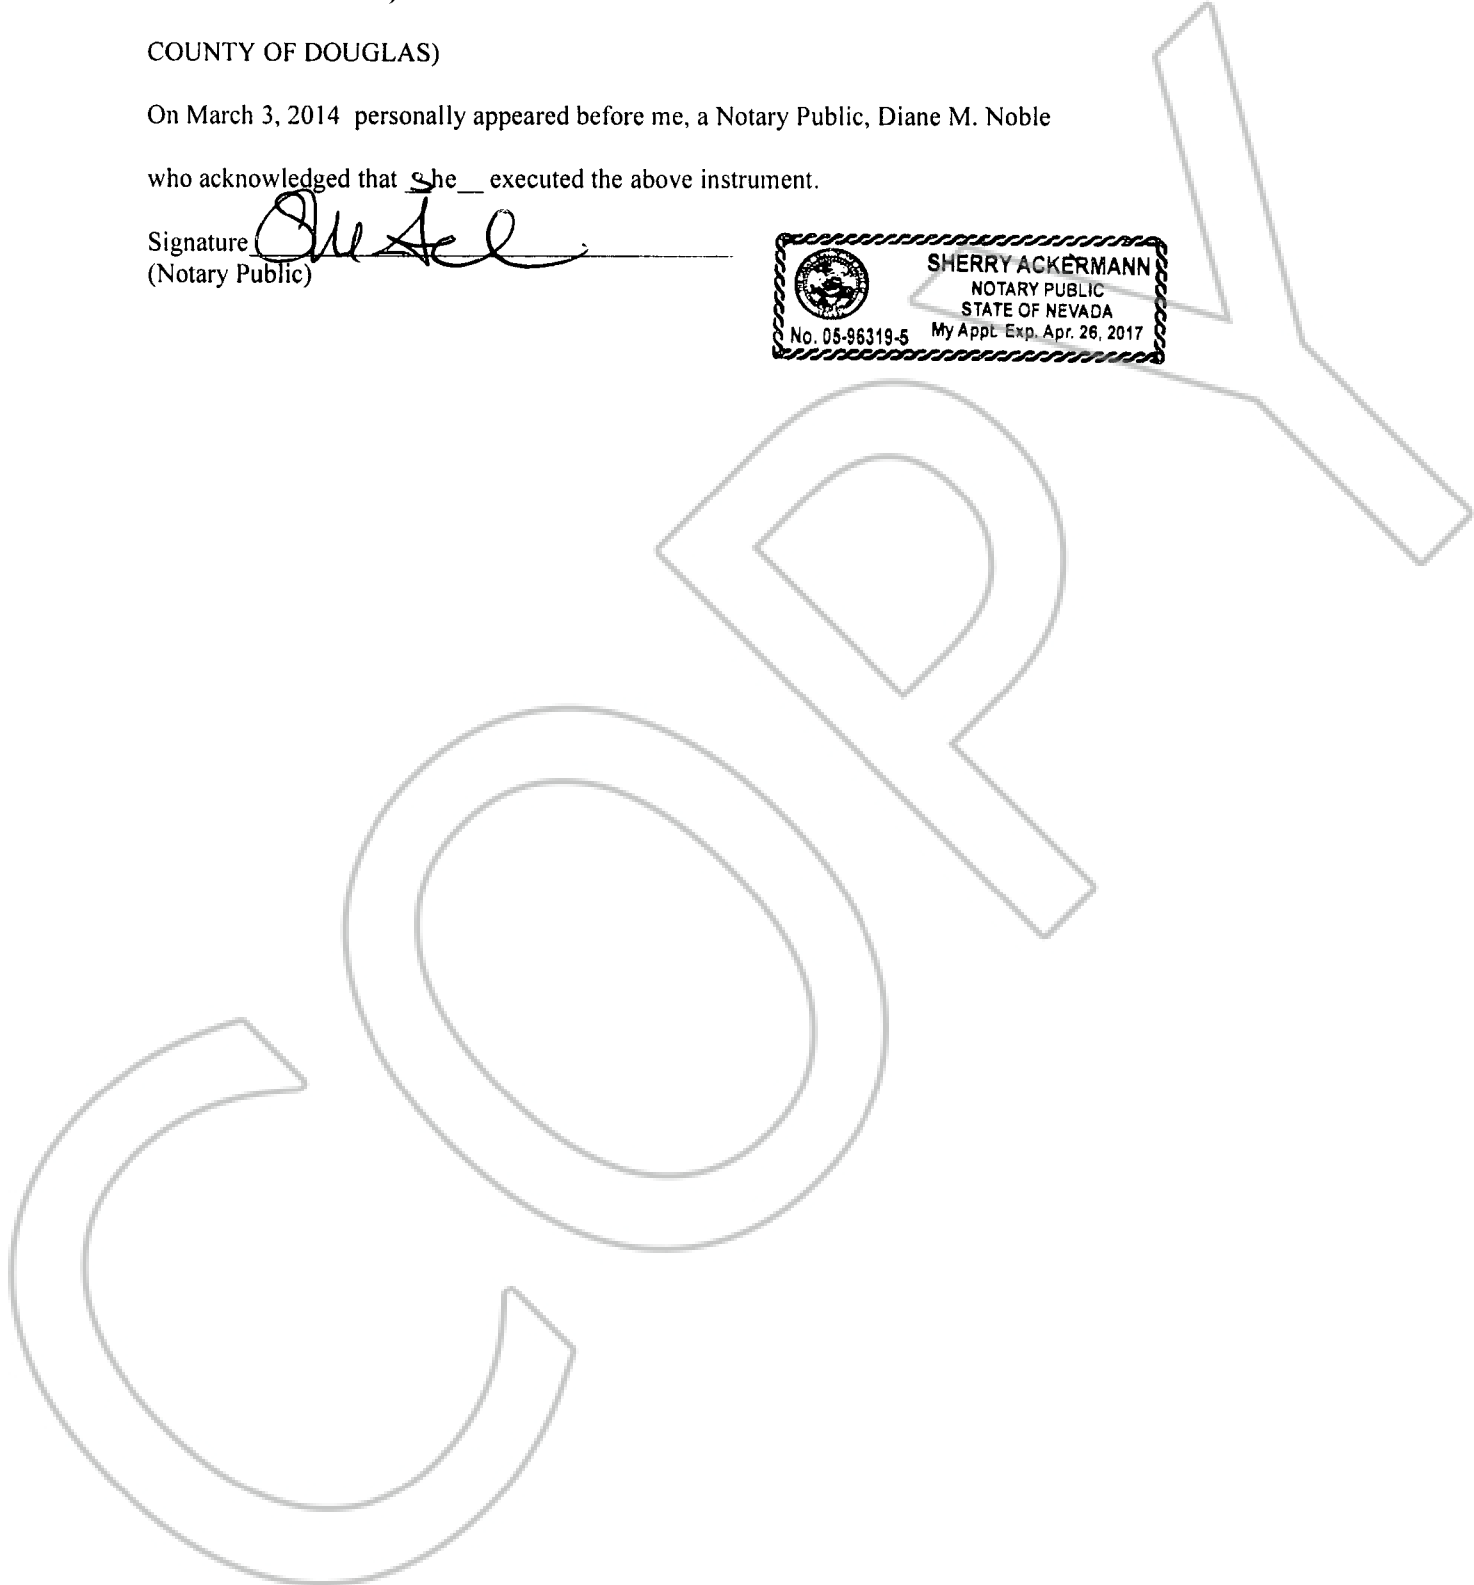 COUNTY OF DOUGLAS)
On March 3, 2014 personally appeared before me, a Notary Public, Diane M. Noble
who acknowledged that She__ executed the above instrument.
Signature
(Notary Public)
SHERRY ACKERMANN
NOTARY PUBLIC
STATE OF NEVADA
No. 05-96319-5 My Appt. Exp. Apr. 26, 2017
COPY